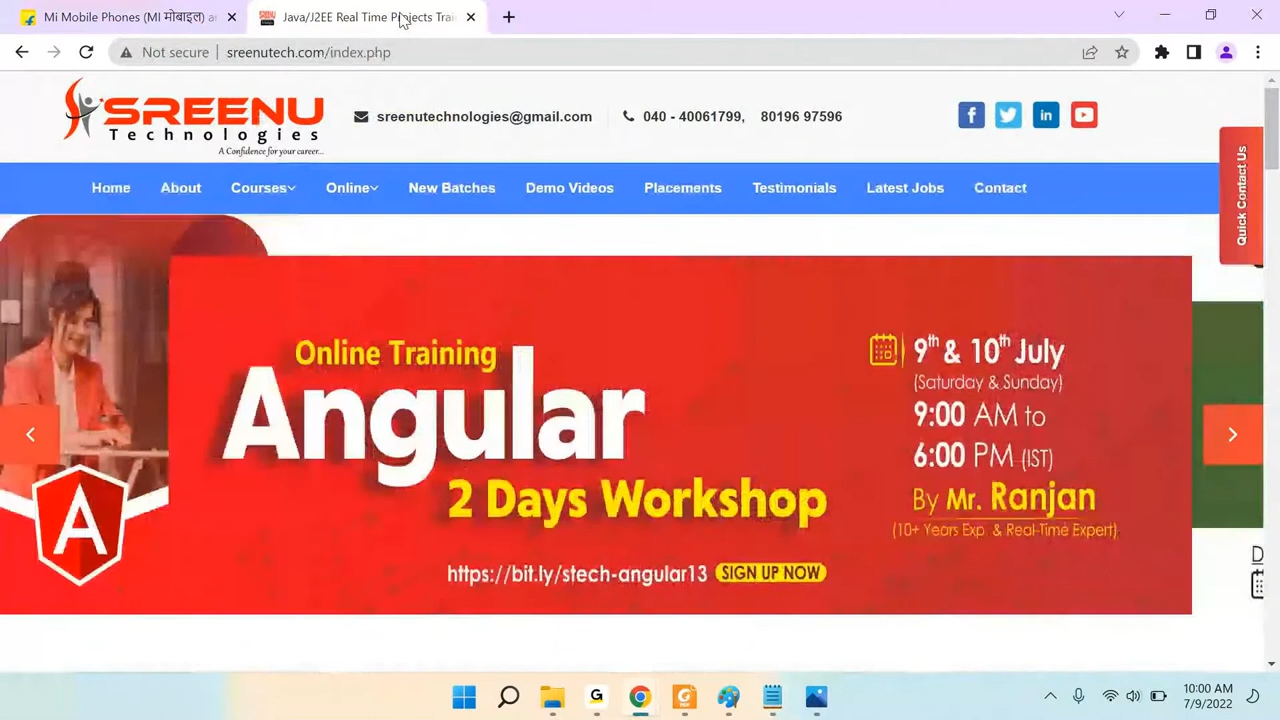 Mi Mobile Phones (MI मोबाइल) a
Java/J2EE Real Time Projects Trai
Not secure
sreenutech.com/index.php
SREENU
Technologies
A Confidence for your career...
sreenutechnologies@gmail.com
040 - 40061799, 80196 97596
Quick Contact Us
Home About Courses Online New Batches Demo Videos Placements Testimonials Latest Jobs Contact
Online Training
Angular
2 Days Workshop
https://bit.ly/stech-angular13 SIGN UP NOW
9th & 10th July
(Saturday & Sunday)
9:00 AM to
6:00 PM (IST)
By Mr. Ranjan
(10+ Years Exp. & Real-Time Expert)
D
10:00 AM
7/9/2022